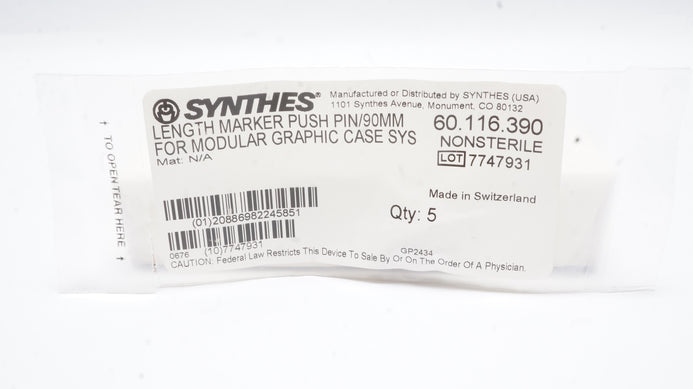 SYNTHES®
Manufactured or Distributed by SYNTHES (USA)
1101 Synthes Avenue, Monument, CO 80132
LENGTH MARKER PUSH PIN/90MM
FOR MODULAR GRAPHIC CASE SYS
Mat: N/A
60.116.390
NONSTERILE
LOT 7747931
Made in Switzerland
(01)20886982245851
Qty: 5
(10)7747931
0676
GP2434
CAUTION: Federal Law Restricts This Device To Sale By Or On The Order Of A Physician.
↑ TO OPEN TEAR HERE ↑